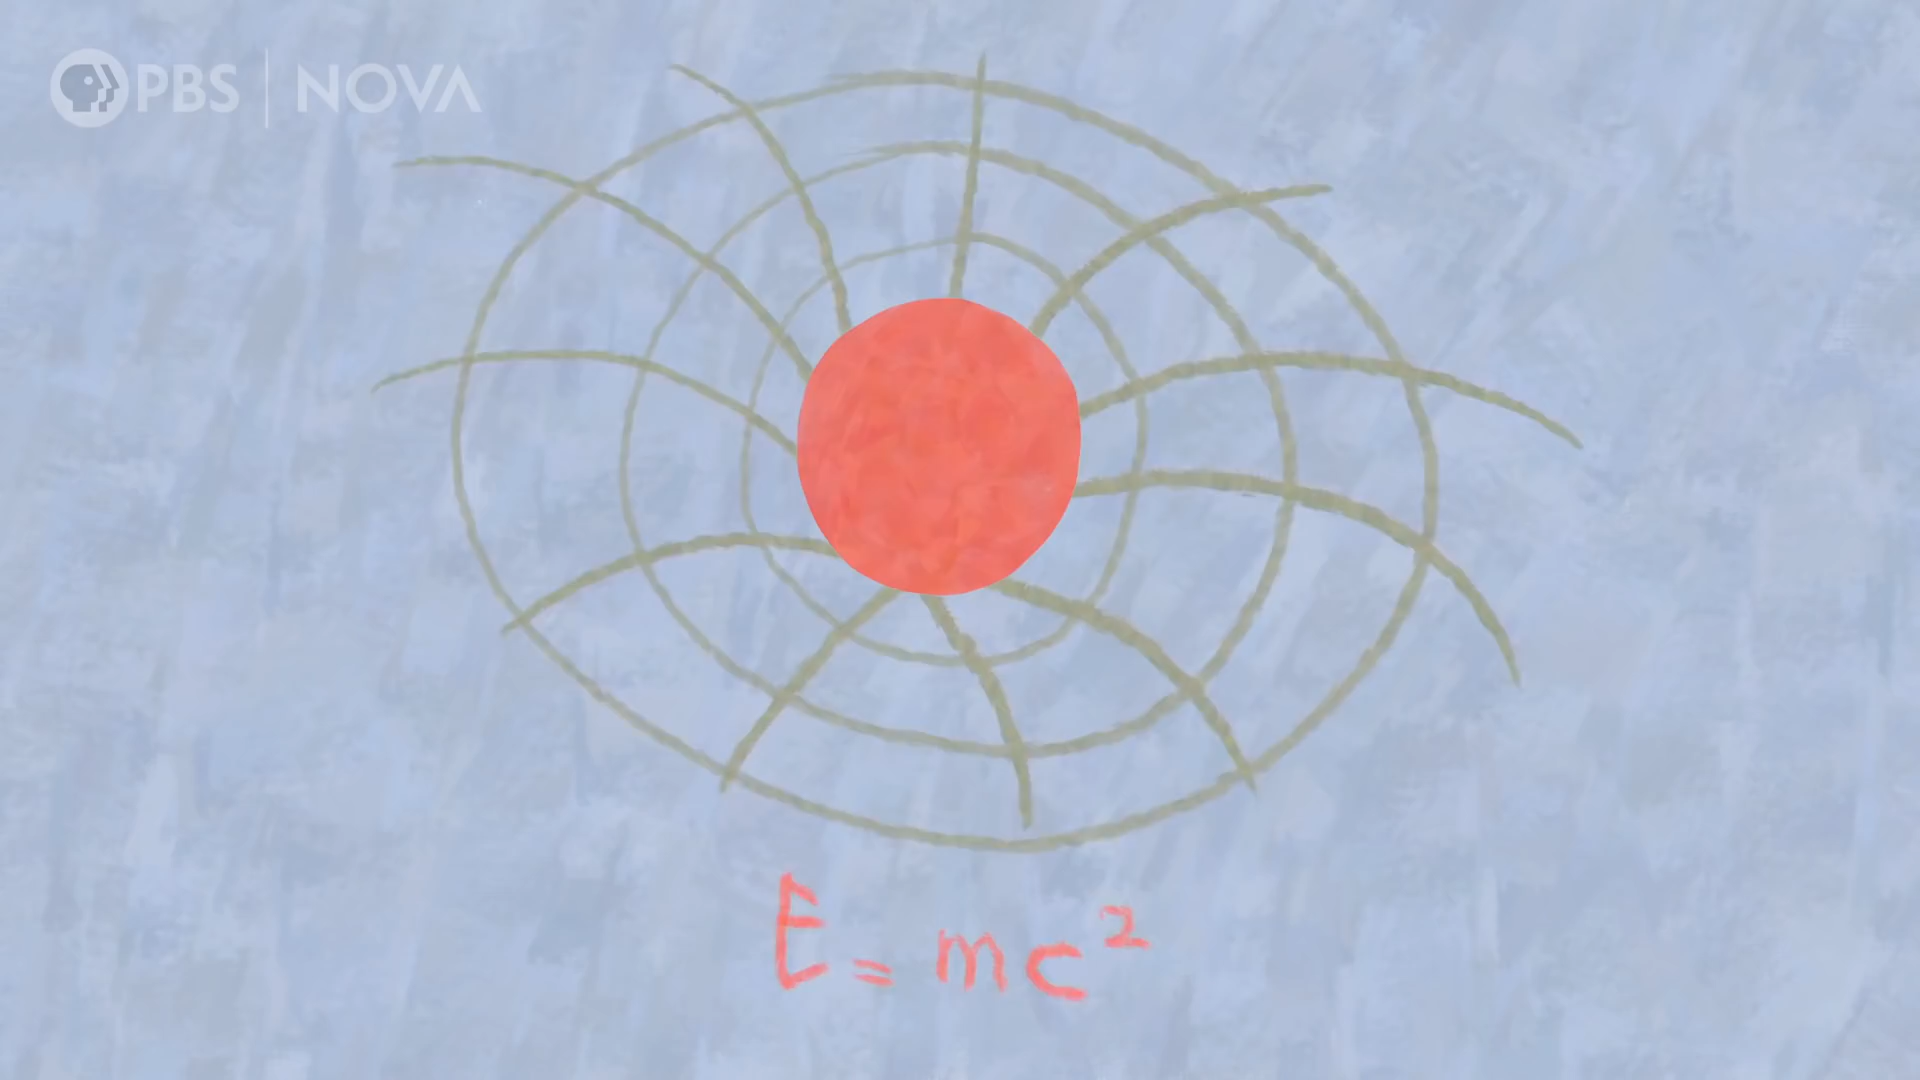 PBS | NOVA
E = mc²